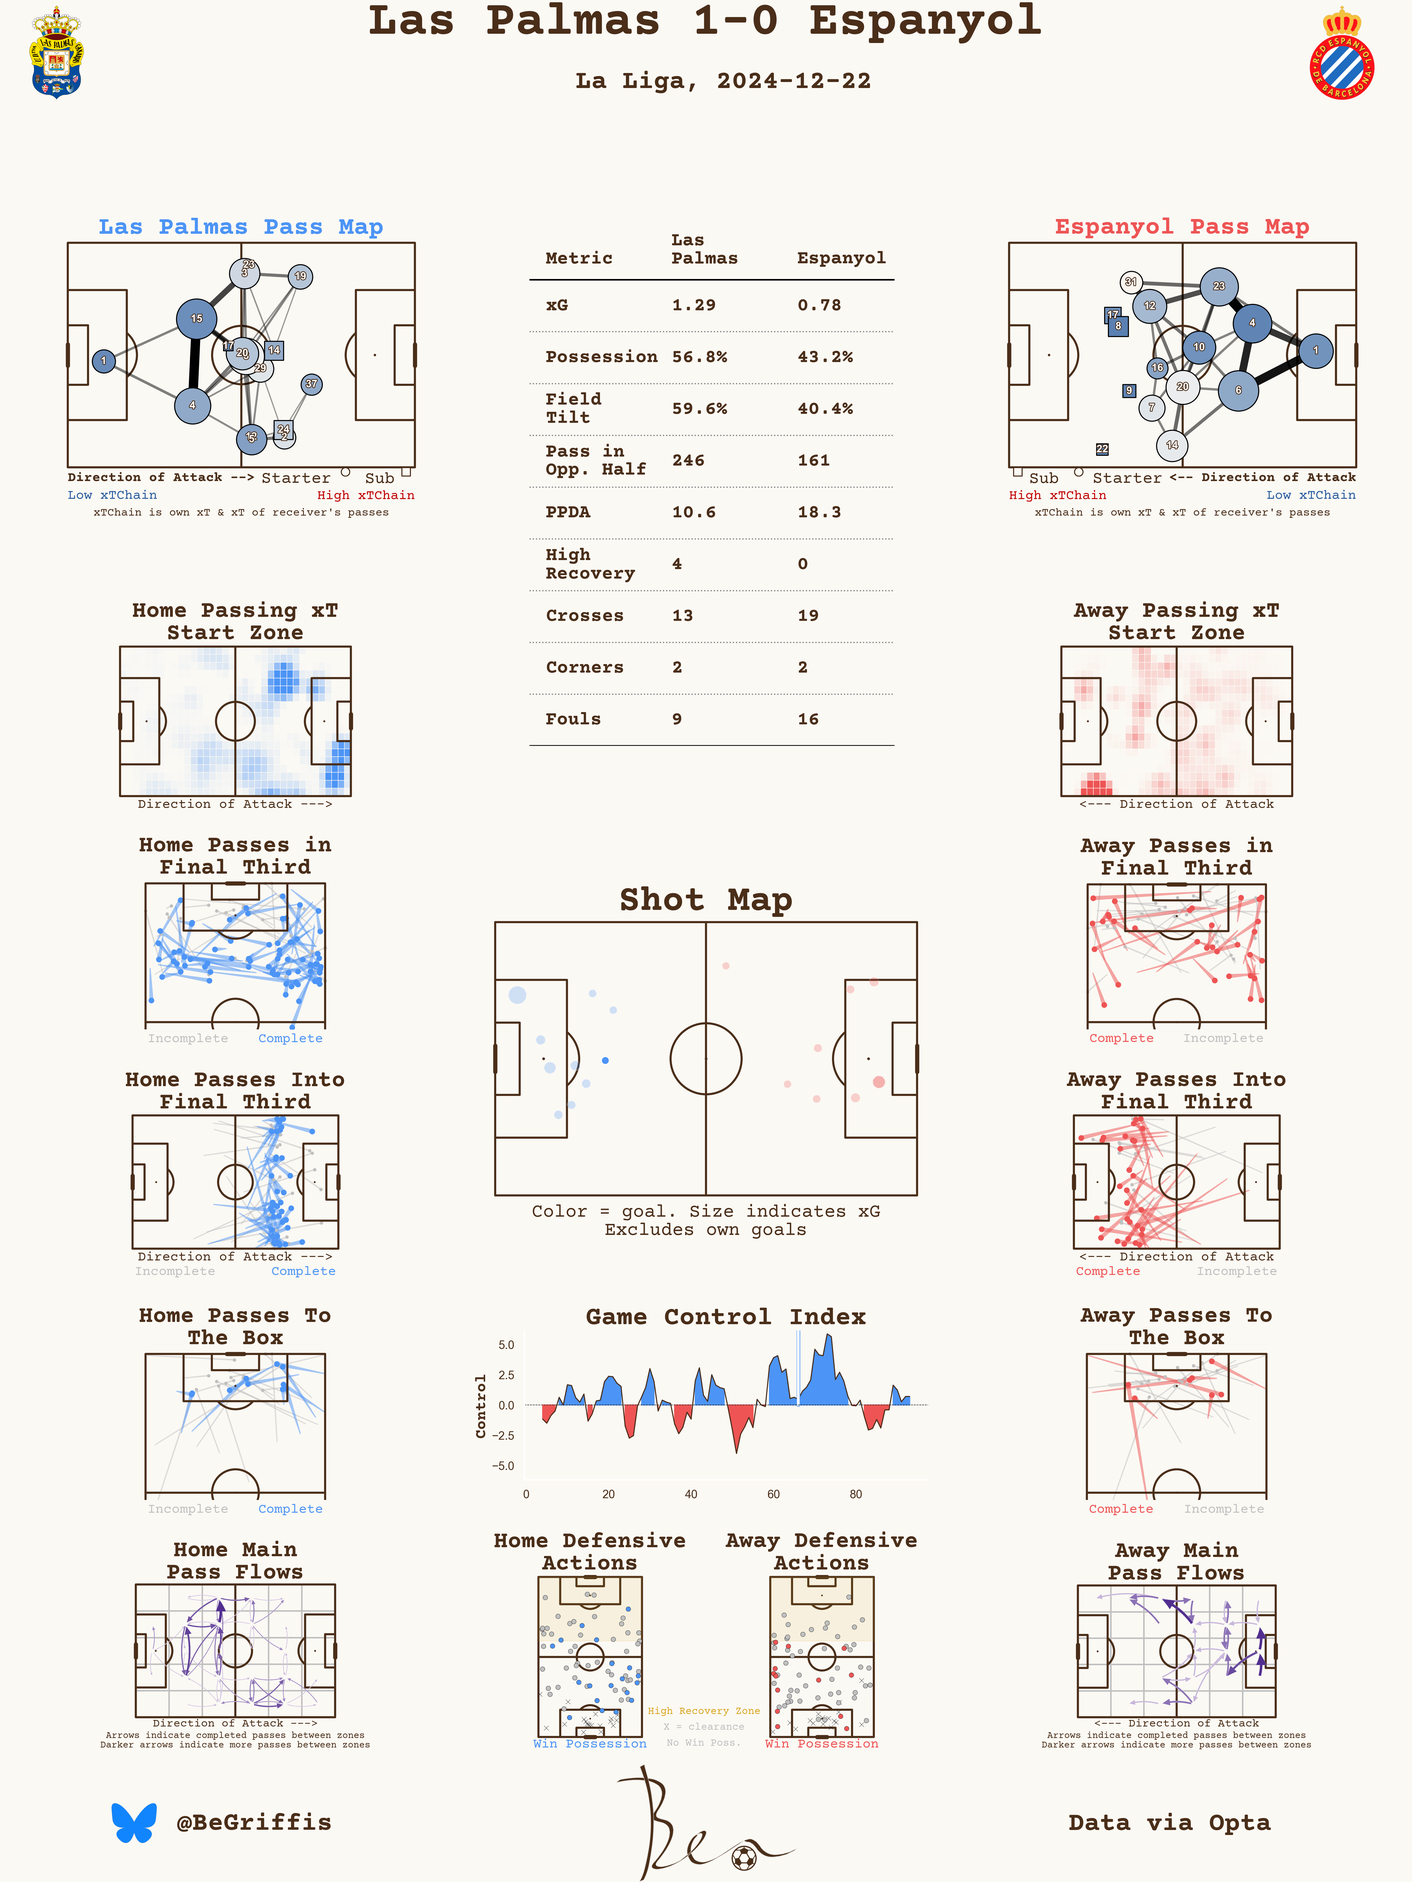 Las Palmas 1-0 Espanyol
La Liga, 2024-12-22
LAS PALMAS
RCD ESPANYOL
DE BARCELONA
Las Palmas Pass Map
23
3
19
15
17
20
14
1
29
37
4
24
2
Direction of Attack --> Starter Sub
Low xTChain High xTChain
xTChain is own xT & xT of receiver's passes
Metric Las Palmas Espanyol
xG 1.29 0.78
Possession 56.8% 43.2%
Field Tilt 59.6% 40.4%
Pass in Opp. Half 246 161
PPDA 10.6 18.3
High Recovery 4 0
Crosses 13 19
Corners 2 2
Fouls 9 16
Espanyol Pass Map
31
23
12
17
8
4
10
1
16
20
9
6
7
14
22
Sub Starter <-- Direction of Attack
High xTChain Low xTChain
xTChain is own xT & xT of receiver's passes
Home Passing xT
Start Zone
Direction of Attack --->
Away Passing xT
Start Zone
<--- Direction of Attack
Home Passes in
Final Third
Incomplete Complete
Away Passes in
Final Third
Complete Incomplete
Shot Map
Color = goal. Size indicates xG
Excludes own goals
Home Passes Into
Final Third
Direction of Attack --->
Incomplete Complete
Away Passes Into
Final Third
<--- Direction of Attack
Complete Incomplete
Home Passes To
The Box
Incomplete Complete
Game Control Index
Control
5.0
2.5
0.0
−2.5
−5.0
0 20 40 60 80
Away Passes To
The Box
Complete Incomplete
Home Main
Pass Flows
Direction of Attack --->
Arrows indicate completed passes between zones
Darker arrows indicate more passes between zones
Home Defensive
Actions
Win Possession
High Recovery Zone
X = clearance
No Win Poss.
Away Defensive
Actions
Win Possession
Away Main
Pass Flows
<--- Direction of Attack
Arrows indicate completed passes between zones
Darker arrows indicate more passes between zones
@BeGriffis
Ben
Data via Opta